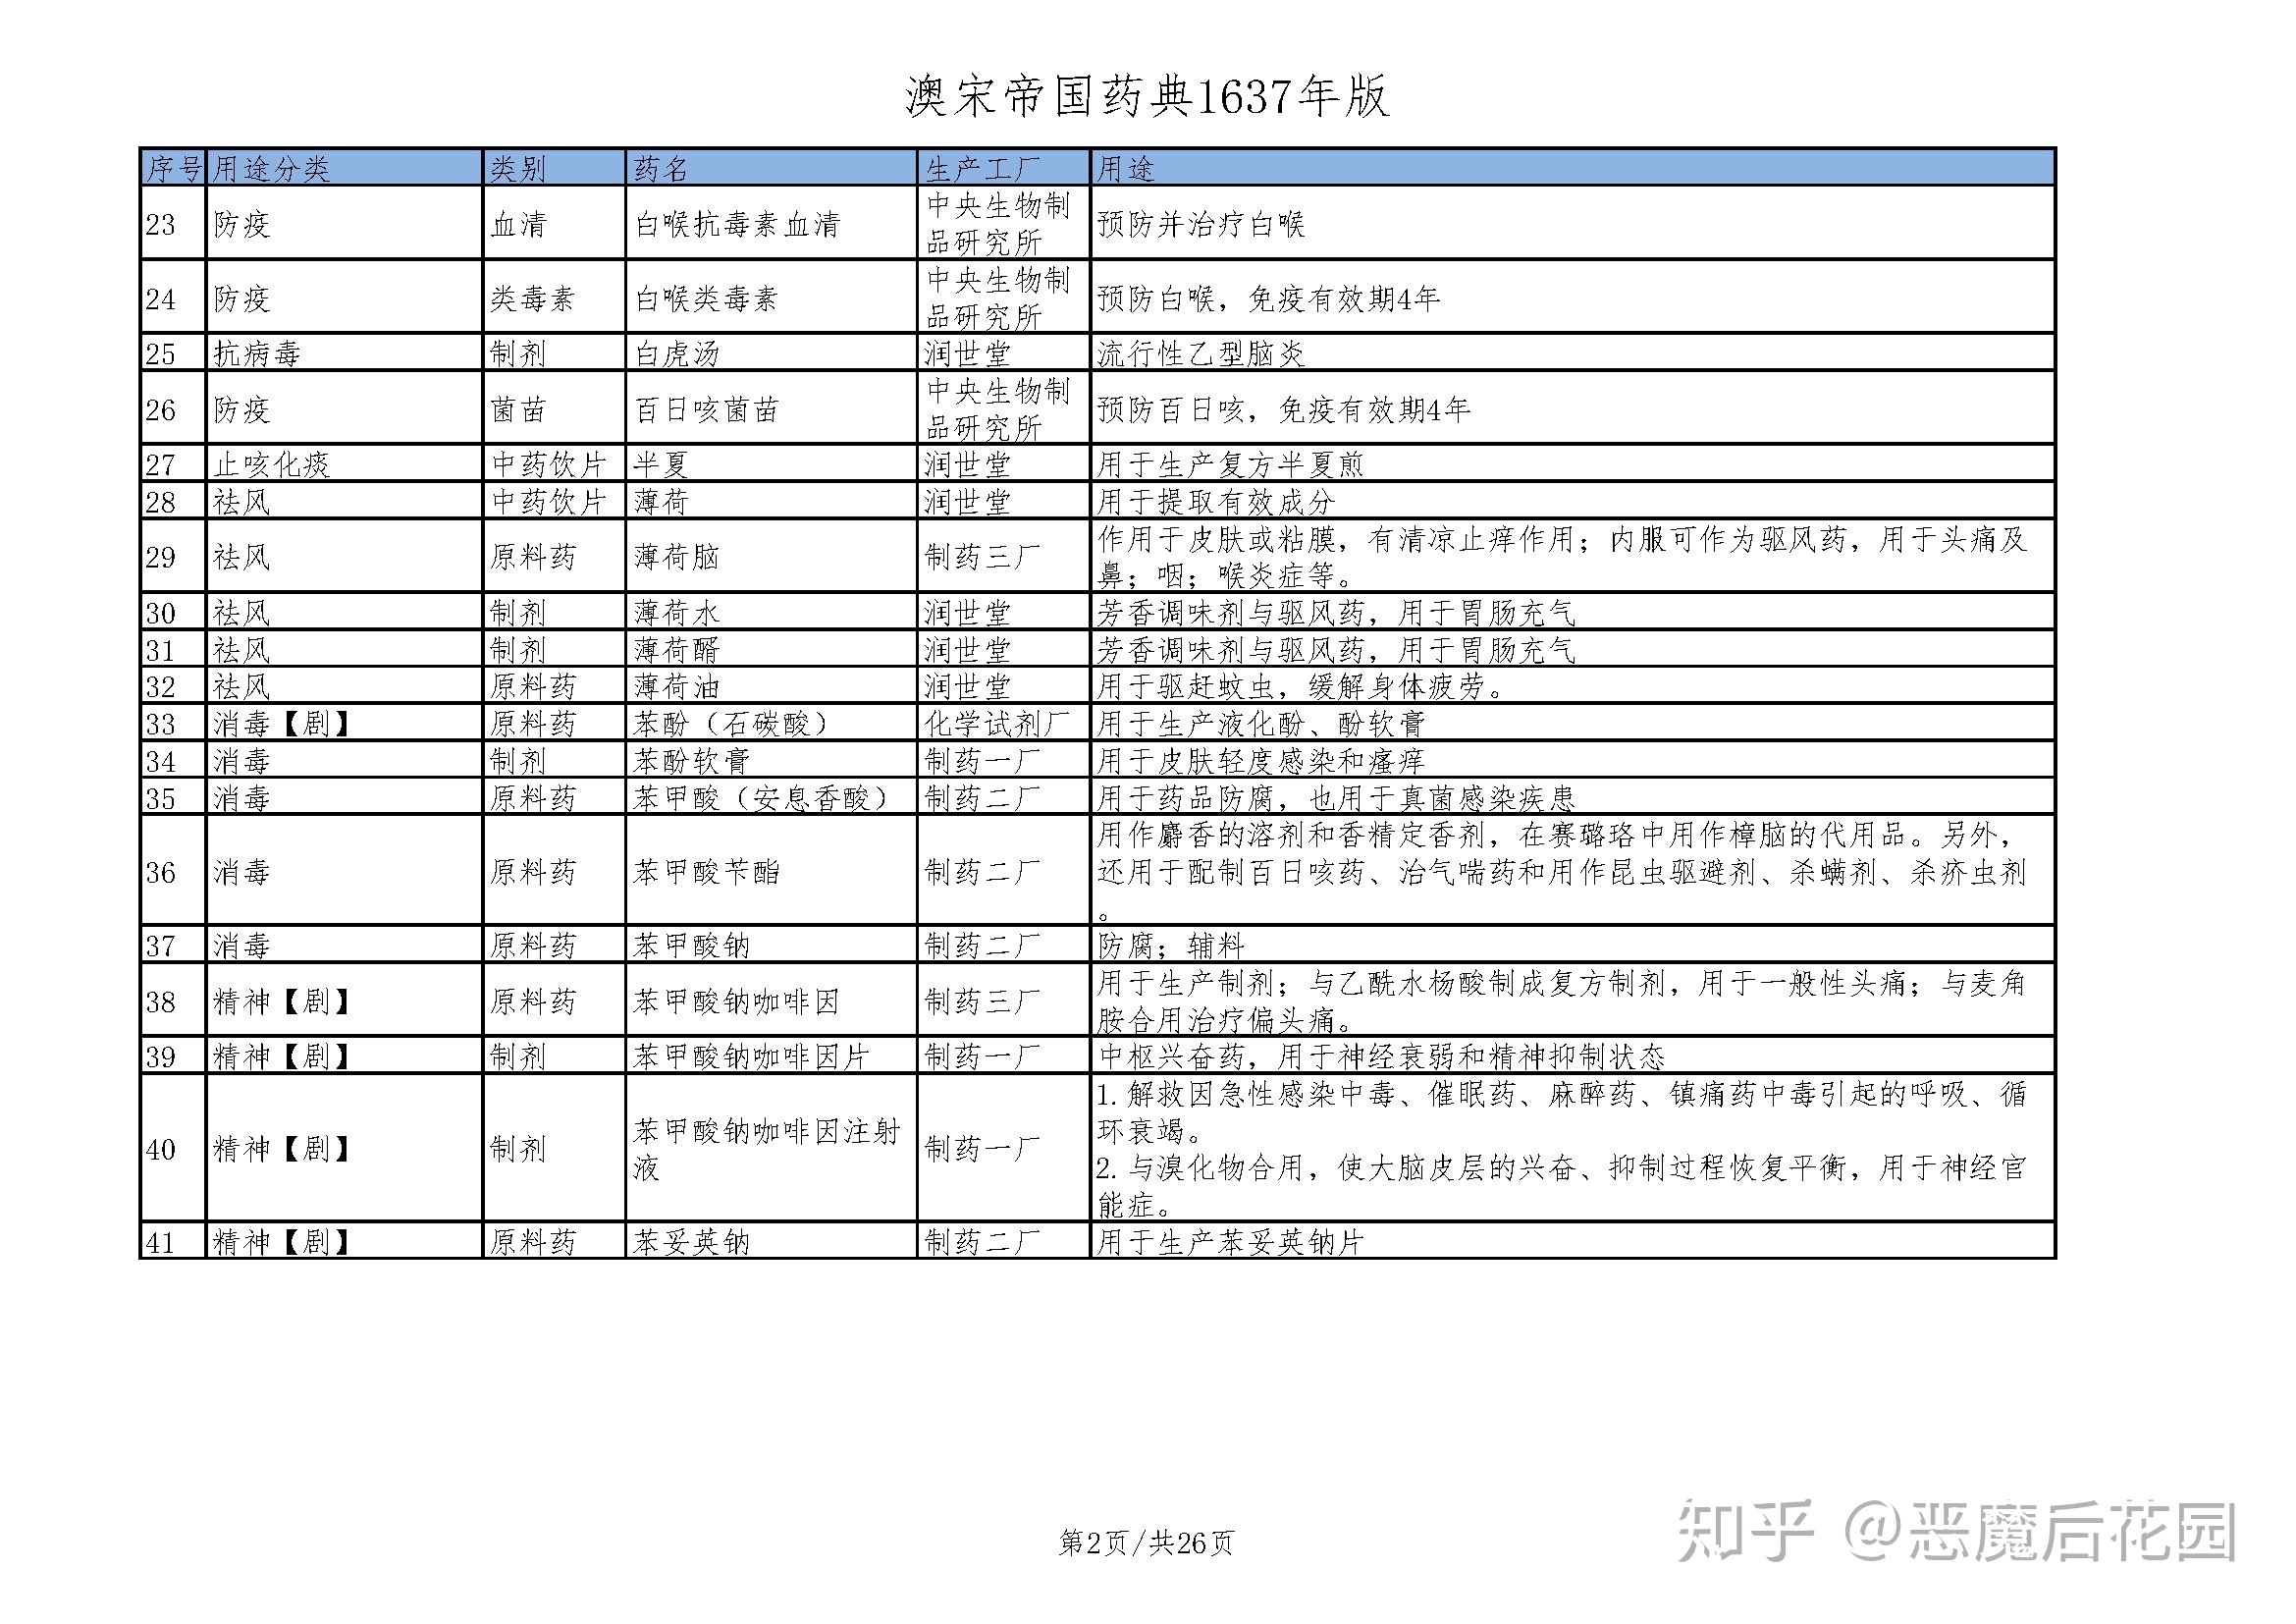 澳宋帝国药典1637年版
序号 用途分类 类别 药名 生产工厂 用途
23 防疫 血清 白喉抗毒素血清 中央生物制 预防并治疗白喉
品研究所
24 防疫 类毒素 白喉类毒素 中央生物制 预防白喉，免疫有效期4年
品研究所
25 抗病毒 制剂 白虎汤 润世堂 流行性乙型脑炎
26 防疫 菌苗 百日咳菌苗 中央生物制 预防百日咳，免疫有效期4年
品研究所
27 止咳化痰 中药饮片 半夏 润世堂 用于生产复方半夏煎
28 祛风 中药饮片 薄荷 润世堂 用于提取有效成分
29 祛风 原料药 薄荷脑 制药三厂 作用于皮肤或粘膜，有清凉止痒作用；内服可作为驱风药，用于头痛及
鼻；咽；喉炎症等。
30 祛风 制剂 薄荷水 润世堂 芳香调味剂与驱风药，用于胃肠充气
31 祛风 制剂 薄荷醑 润世堂 芳香调味剂与驱风药，用于胃肠充气
32 祛风 原料药 薄荷油 润世堂 用于驱赶蚊虫，缓解身体疲劳。
33 消毒【剧】 原料药 苯酚（石碳酸） 化学试剂厂 用于生产液化酚、酚软膏
34 消毒 制剂 苯酚软膏 制药一厂 用于皮肤轻度感染和瘙痒
35 消毒 原料药 苯甲酸（安息香酸） 制药二厂 用于药品防腐，也用于真菌感染疾患
36 消毒 原料药 苯甲酸苄酯 制药二厂 用作麝香的溶剂和香精定香剂，在赛璐珞中用作樟脑的代用品。另外，
还用于配制百日咳药、治气喘药和用作昆虫驱避剂、杀螨剂、杀疥虫剂
。
37 消毒 原料药 苯甲酸钠 制药二厂 防腐；辅料
38 精神【剧】 原料药 苯甲酸钠咖啡因 制药三厂 用于生产制剂；与乙酰水杨酸制成复方制剂，用于一般性头痛；与麦角
胺合用治疗偏头痛。
39 精神【剧】 制剂 苯甲酸钠咖啡因片 制药一厂 中枢兴奋药，用于神经衰弱和精神抑制状态
40 精神【剧】 制剂 苯甲酸钠咖啡因注射 制药一厂 1.解救因急性感染中毒、催眠药、麻醉药、镇痛药中毒引起的呼吸、循
液 环衰竭。
2.与溴化物合用，使大脑皮层的兴奋、抑制过程恢复平衡，用于神经官
能症。
41 精神【剧】 原料药 苯妥英钠 制药二厂 用于生产苯妥英钠片
第2页/共26页
知乎 @恶魔后花园